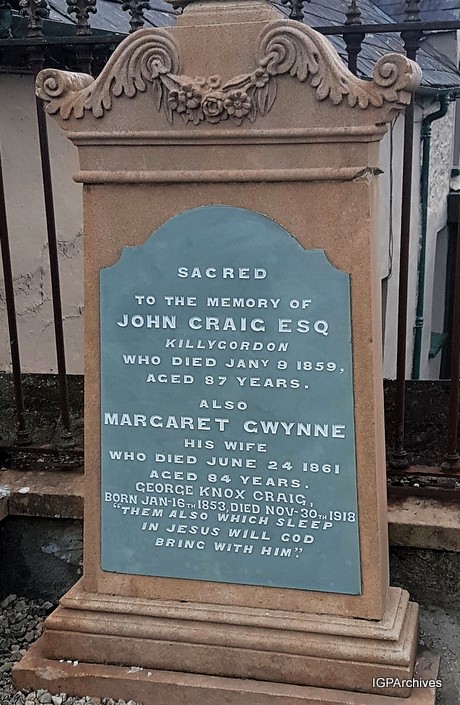 SACRED
TO THE MEMORY OF
JOHN CRAIG ESQ
KILLYGORDON
WHO DIED JANY 9 1859,
AGED 87 YEARS.
ALSO
MARGARET GWYNNE
HIS WIFE
WHO DIED JUNE 24 1861
AGED 84 YEARS.
GEORGE KNOX CRAIG,
BORN JAN-16TH 1853, DIED NOV-30TH 1918
"THEM ALSO WHICH SLEEP
IN JESUS WILL GOD
BRING WITH HIM".
IGPArchives